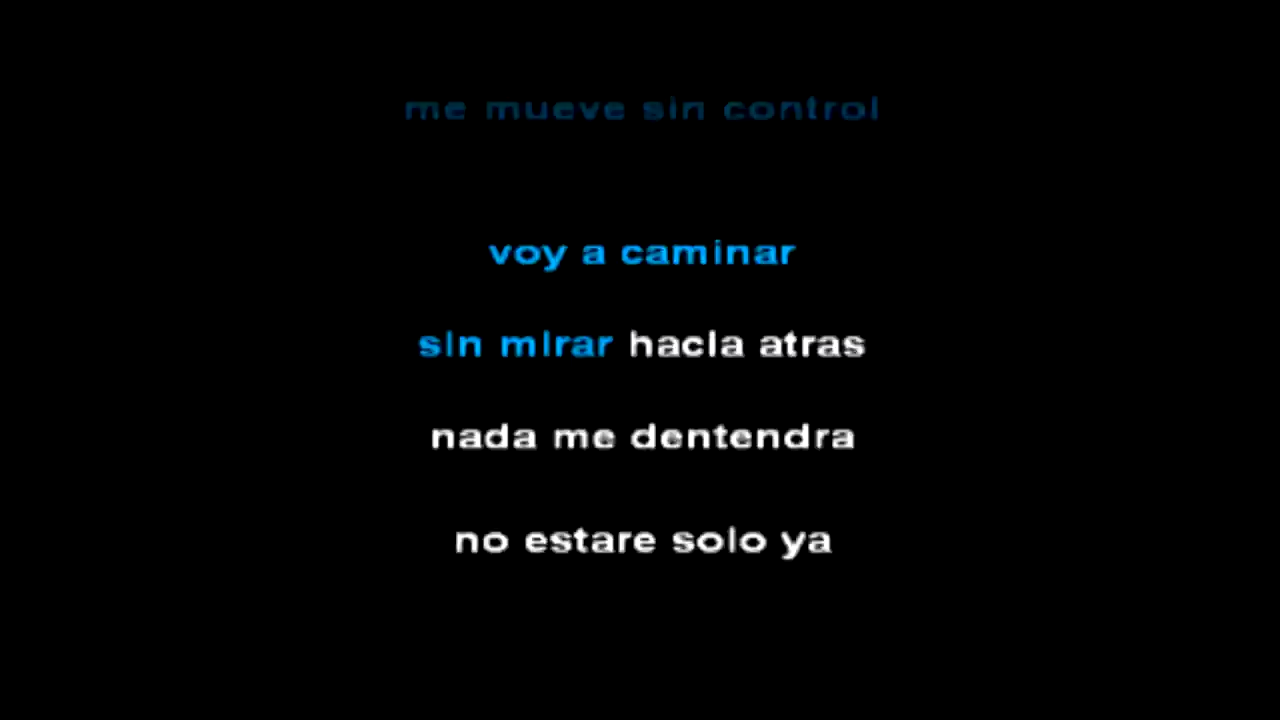 me mueve sin control
voy a caminar
sin mirar hacia atras
nada me dentendra
no estare solo ya